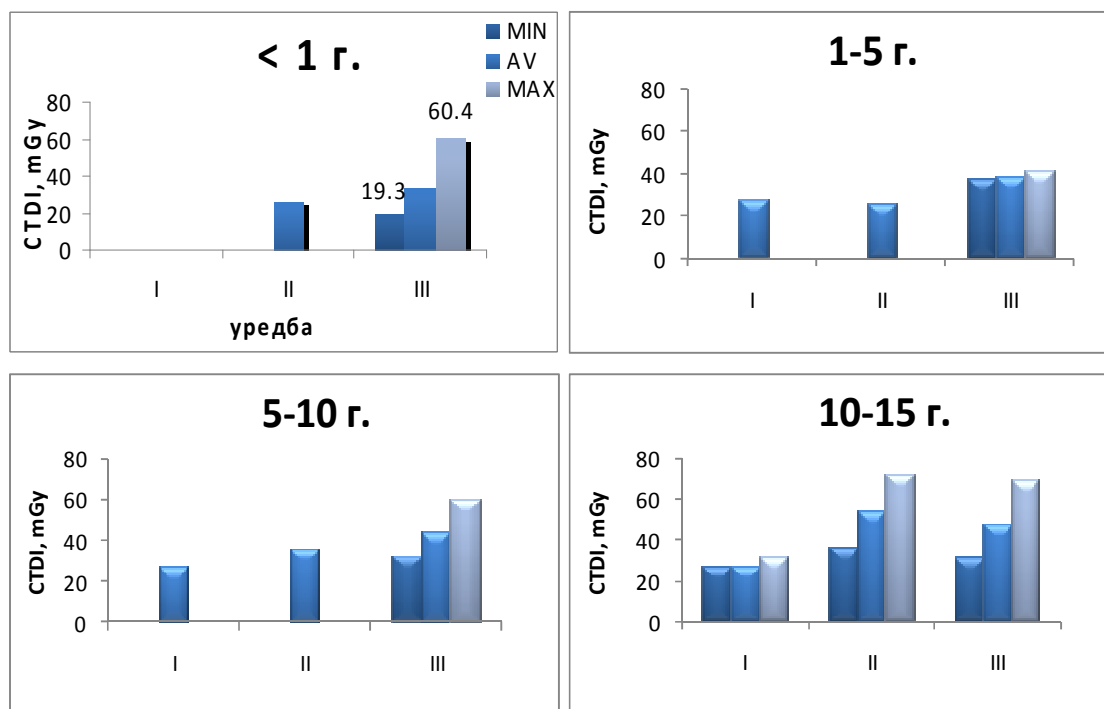 < 1 г.
MIN
AV
MAX
CTDI, mGy
80
60
40
20
0
19.3
60.4
I II III
уредба
1-5 г.
CTDI, mGy
80
60
40
20
0
I II III
5-10 г.
CTDI, mGy
80
60
40
20
0
I II III
10-15 г.
CTDI, mGy
80
60
40
20
0
I II III